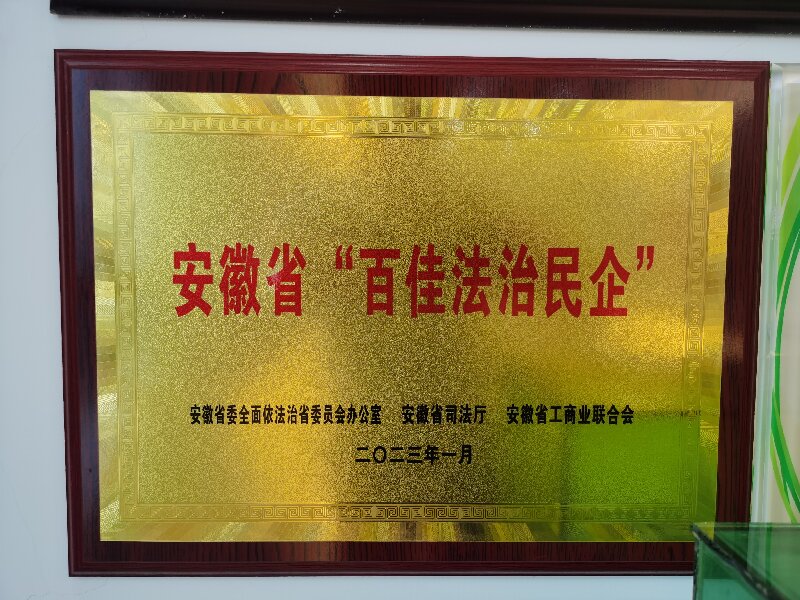 安徽省“百佳法治民企”
安徽省委全面依法治省委员会办公室 安徽省司法厅 安徽省工商业联合会
二〇二三年一月